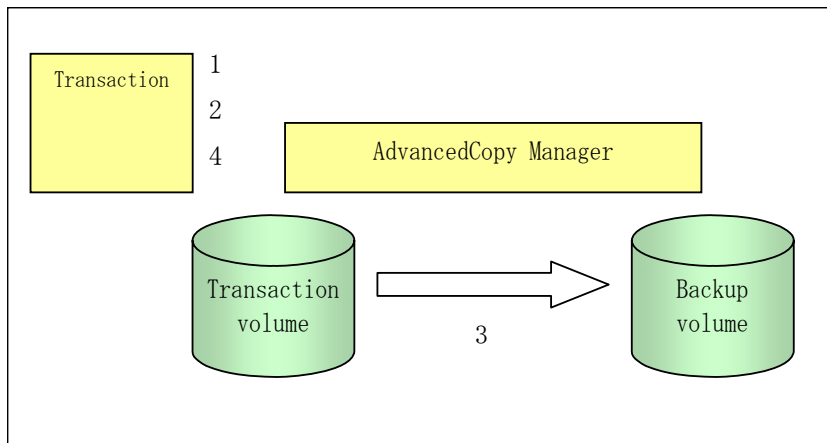 Transaction
1
2
4
AdvancedCopy Manager
Transaction
volume
3
Backup
volume